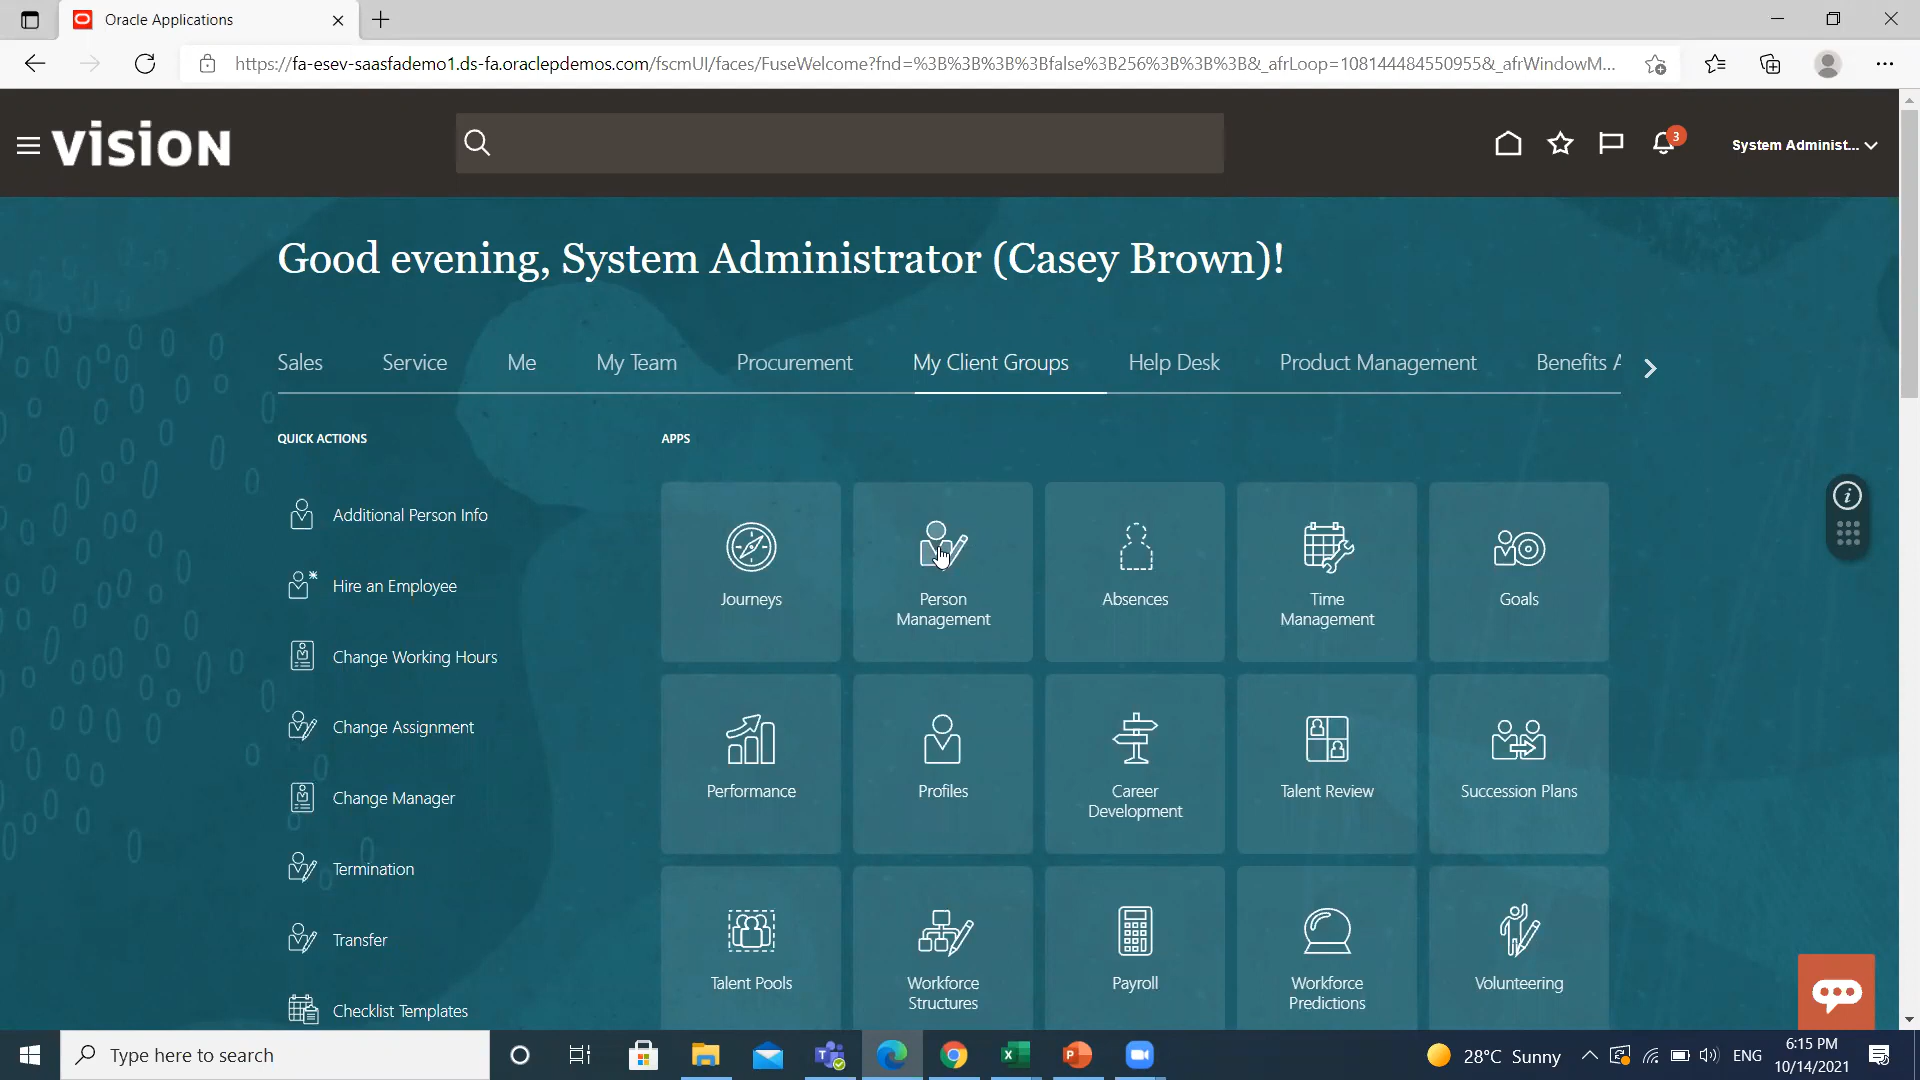 Oracle Applications
https://fa-esev-saasfademo1.ds-fa.oraclepdemos.com/fscmUI/faces/FuseWelcome?fnd=%3B%3B%3B%3Bfalse%3B256%3B%3B%3B&_afrLoop=108144484550955&_afrWindowM...
vision
3
System Administ...
Good evening, System Administrator (Casey Brown)!
Sales Service Me My Team Procurement My Client Groups Help Desk Product Management Benefits A
QUICK ACTIONS
APPS
Additional Person Info
Hire an Employee
Change Working Hours
Change Assignment
Change Manager
Termination
Transfer
Checklist Templates
Journeys
Person
Management
Absences
Time
Management
Goals
Performance
Profiles
Career
Development
Talent Review
Succession Plans
Talent Pools
Workforce
Structures
Payroll
Workforce
Predictions
Volunteering
Type here to search
28°C Sunny
ENG
6:15 PM
10/14/2021